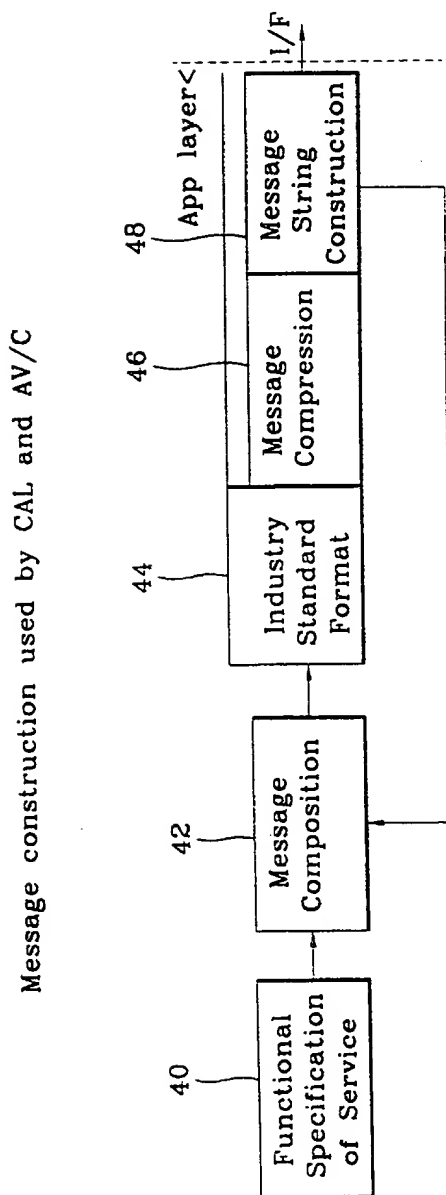 Message construction used by CAL and AV/C
40
Functional
Specification
of Service
42
Message
Composition
44
Industry
Standard
Format
46
Message
Compression
48
Message
String
Construction
App layer<
I/F